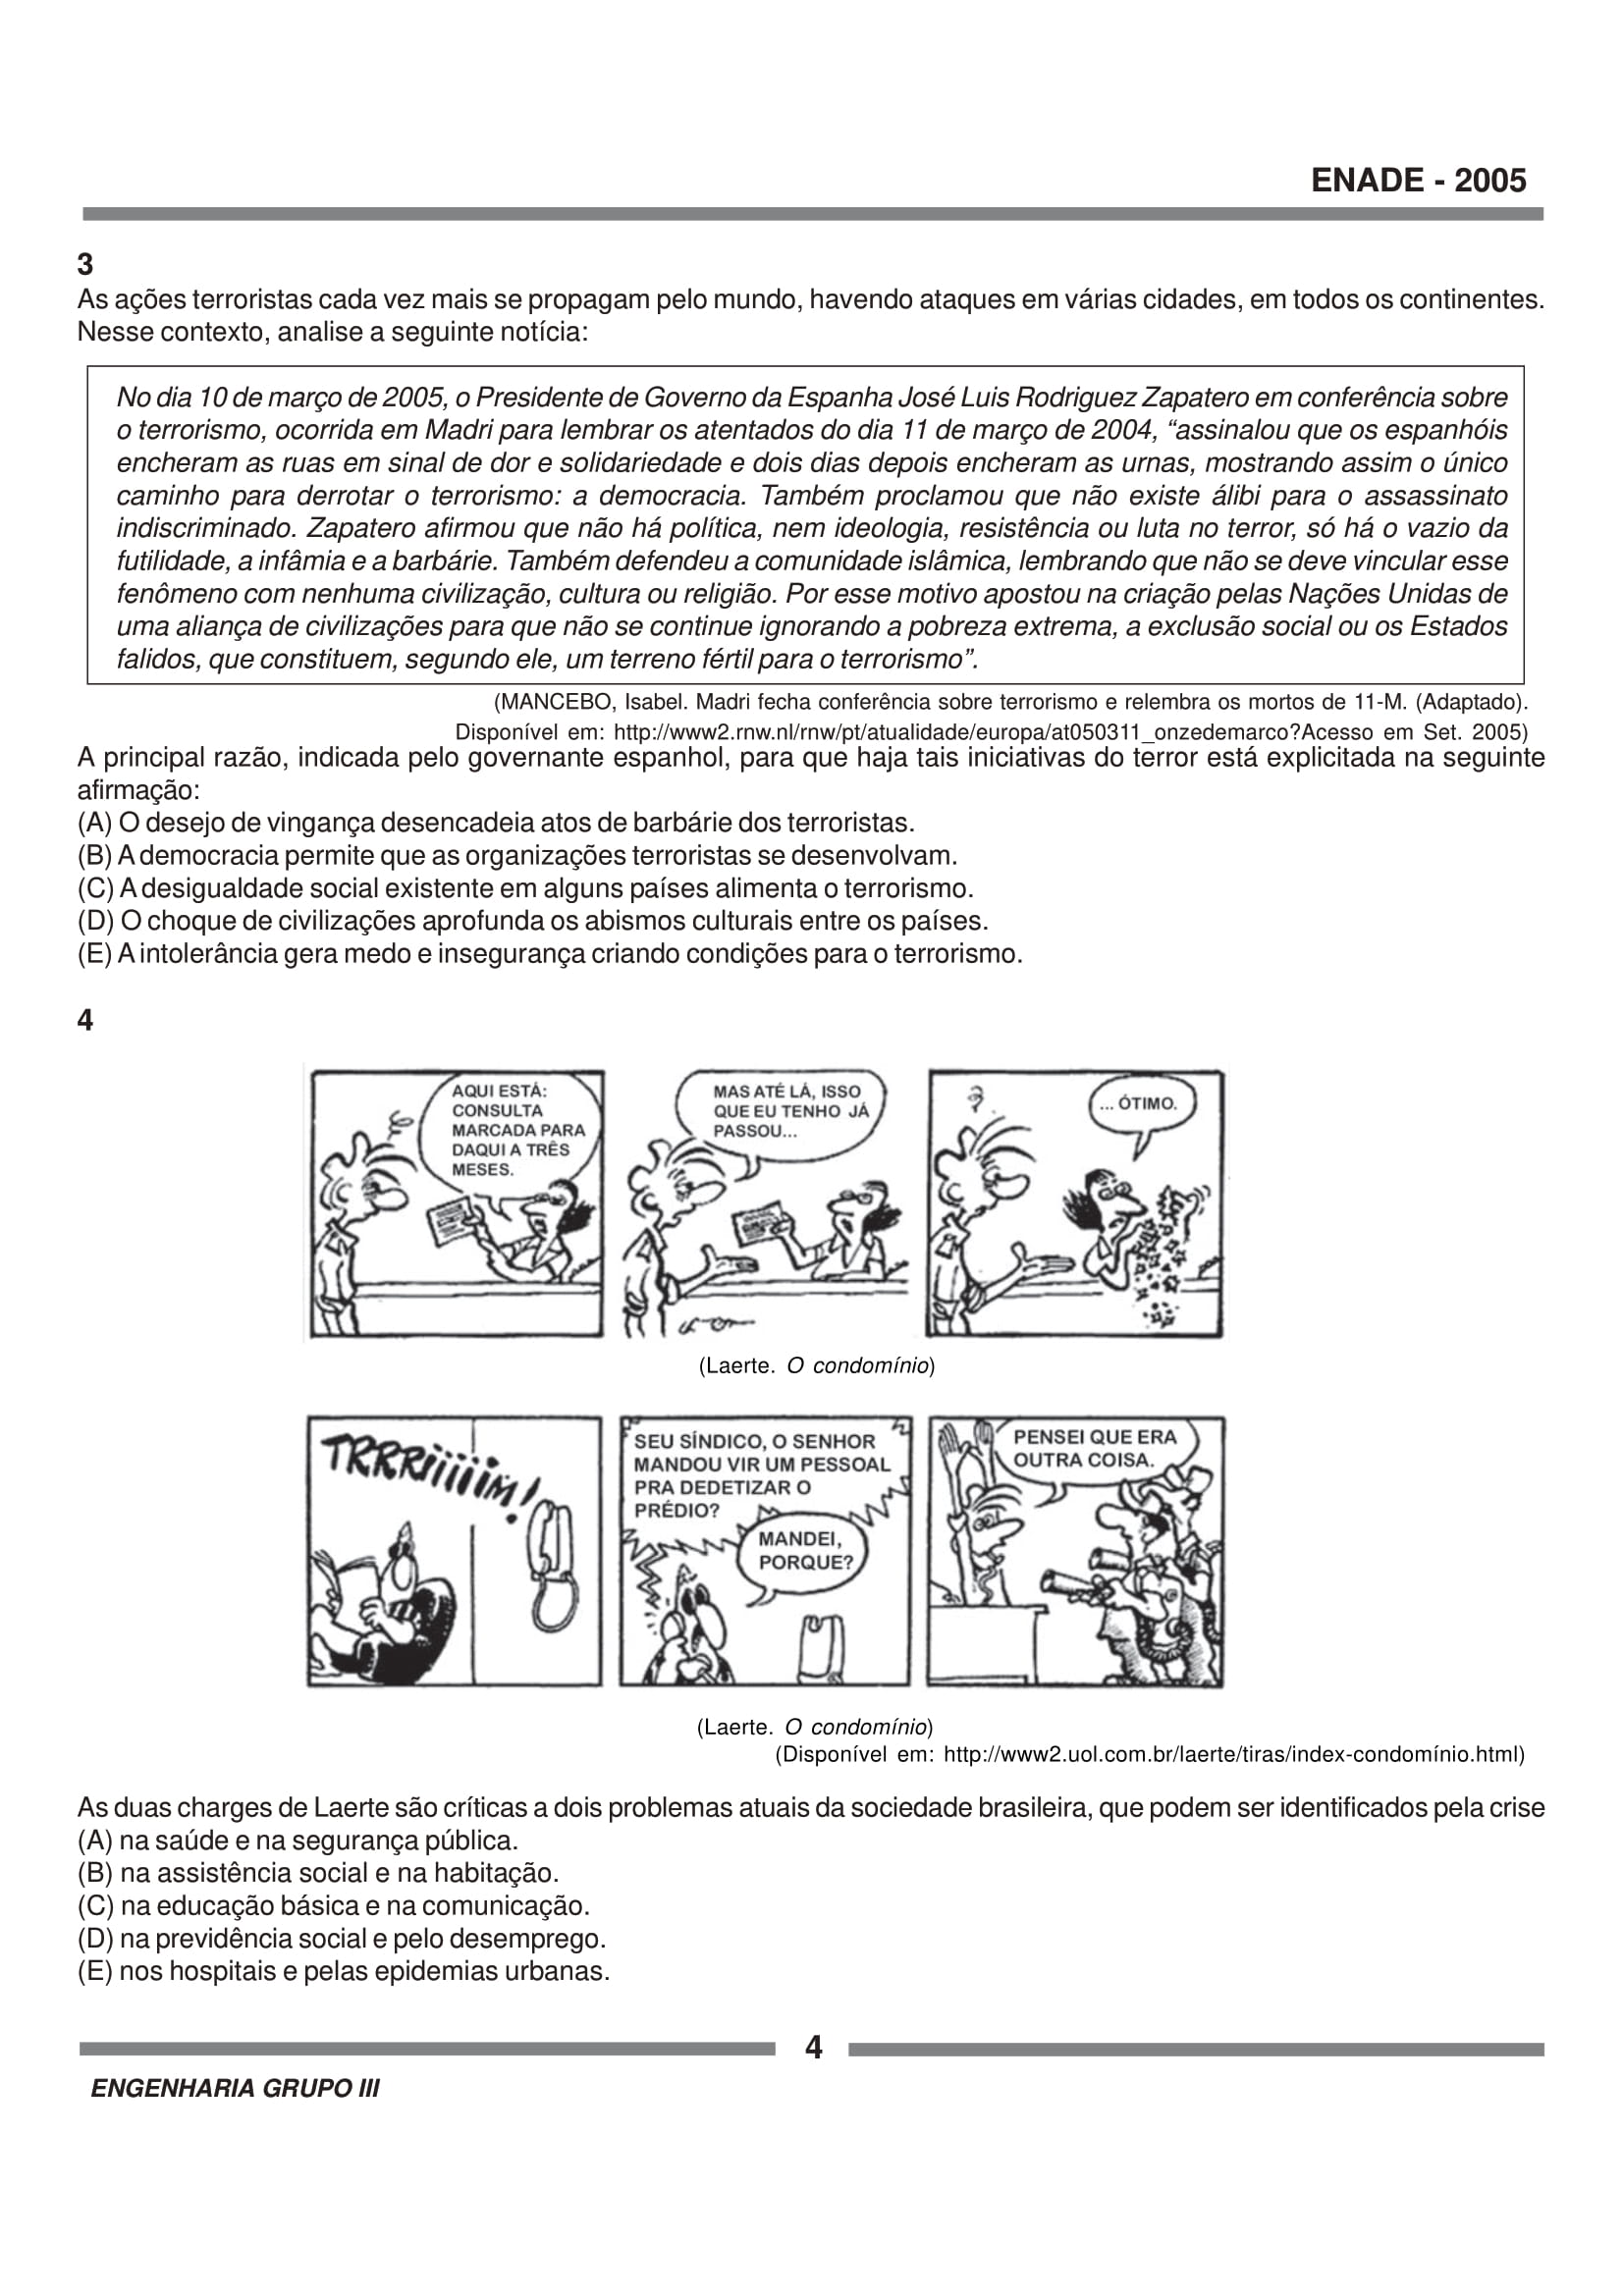 ENADE - 2005
3
As ações terroristas cada vez mais se propagam pelo mundo, havendo ataques em várias cidades, em todos os continentes.
Nesse contexto, analise a seguinte notícia:
No dia 10 de março de 2005, o Presidente de Governo da Espanha José Luis Rodriguez Zapatero em conferência sobre
o terrorismo, ocorrida em Madri para lembrar os atentados do dia 11 de março de 2004, “assinalou que os espanhóis
encheram as ruas em sinal de dor e solidariedade e dois dias depois encheram as urnas, mostrando assim o único
caminho para derrotar o terrorismo: a democracia. Também proclamou que não existe álibi para o assassinato
indiscriminado. Zapatero afirmou que não há política, nem ideologia, resistência ou luta no terror, só há o vazio da
futilidade, a infâmia e a barbárie. Também defendeu a comunidade islâmica, lembrando que não se deve vincular esse
fenômeno com nenhuma civilização, cultura ou religião. Por esse motivo apostou na criação pelas Nações Unidas de
uma aliança de civilizações para que não se continue ignorando a pobreza extrema, a exclusão social ou os Estados
falidos, que constituem, segundo ele, um terreno fértil para o terrorismo”.
(MANCEBO, Isabel. Madri fecha conferência sobre terrorismo e relembra os mortos de 11-M. (Adaptado).
Disponível em: http://www2.rnw.nl/rnw/pt/atualidade/europa/at050311_onzedemarco?Acesso em Set. 2005)
A principal razão, indicada pelo governante espanhol, para que haja tais iniciativas do terror está explicitada na seguinte
afirmação:
(A) O desejo de vingança desencadeia atos de barbárie dos terroristas.
(B) A democracia permite que as organizações terroristas se desenvolvam.
(C) A desigualdade social existente em alguns países alimenta o terrorismo.
(D) O choque de civilizações aprofunda os abismos culturais entre os países.
(E) A intolerância gera medo e insegurança criando condições para o terrorismo.
4
AQUI ESTÁ:
CONSULTA
MARCADA PARA
DAQUI A TRÊS
MESES.
MAS ATÉ LÁ, ISSO
QUE EU TENHO JÁ
PASSOU...
?
... ÓTIMO.
(Laerte. O condomínio)
TRRRiiiiiiM!
SEU SÍNDICO, O SENHOR
MANDOU VIR UM PESSOAL
PRA DEDETIZAR O
PRÉDIO?
MANDEI,
PORQUE?
PENSEI QUE ERA
OUTRA COISA.
(Laerte. O condomínio)
(Disponível em: http://www2.uol.com.br/laerte/tiras/index-condomínio.html)
As duas charges de Laerte são críticas a dois problemas atuais da sociedade brasileira, que podem ser identificados pela crise
(A) na saúde e na segurança pública.
(B) na assistência social e na habitação.
(C) na educação básica e na comunicação.
(D) na previdência social e pelo desemprego.
(E) nos hospitais e pelas epidemias urbanas.
4
ENGENHARIA GRUPO III